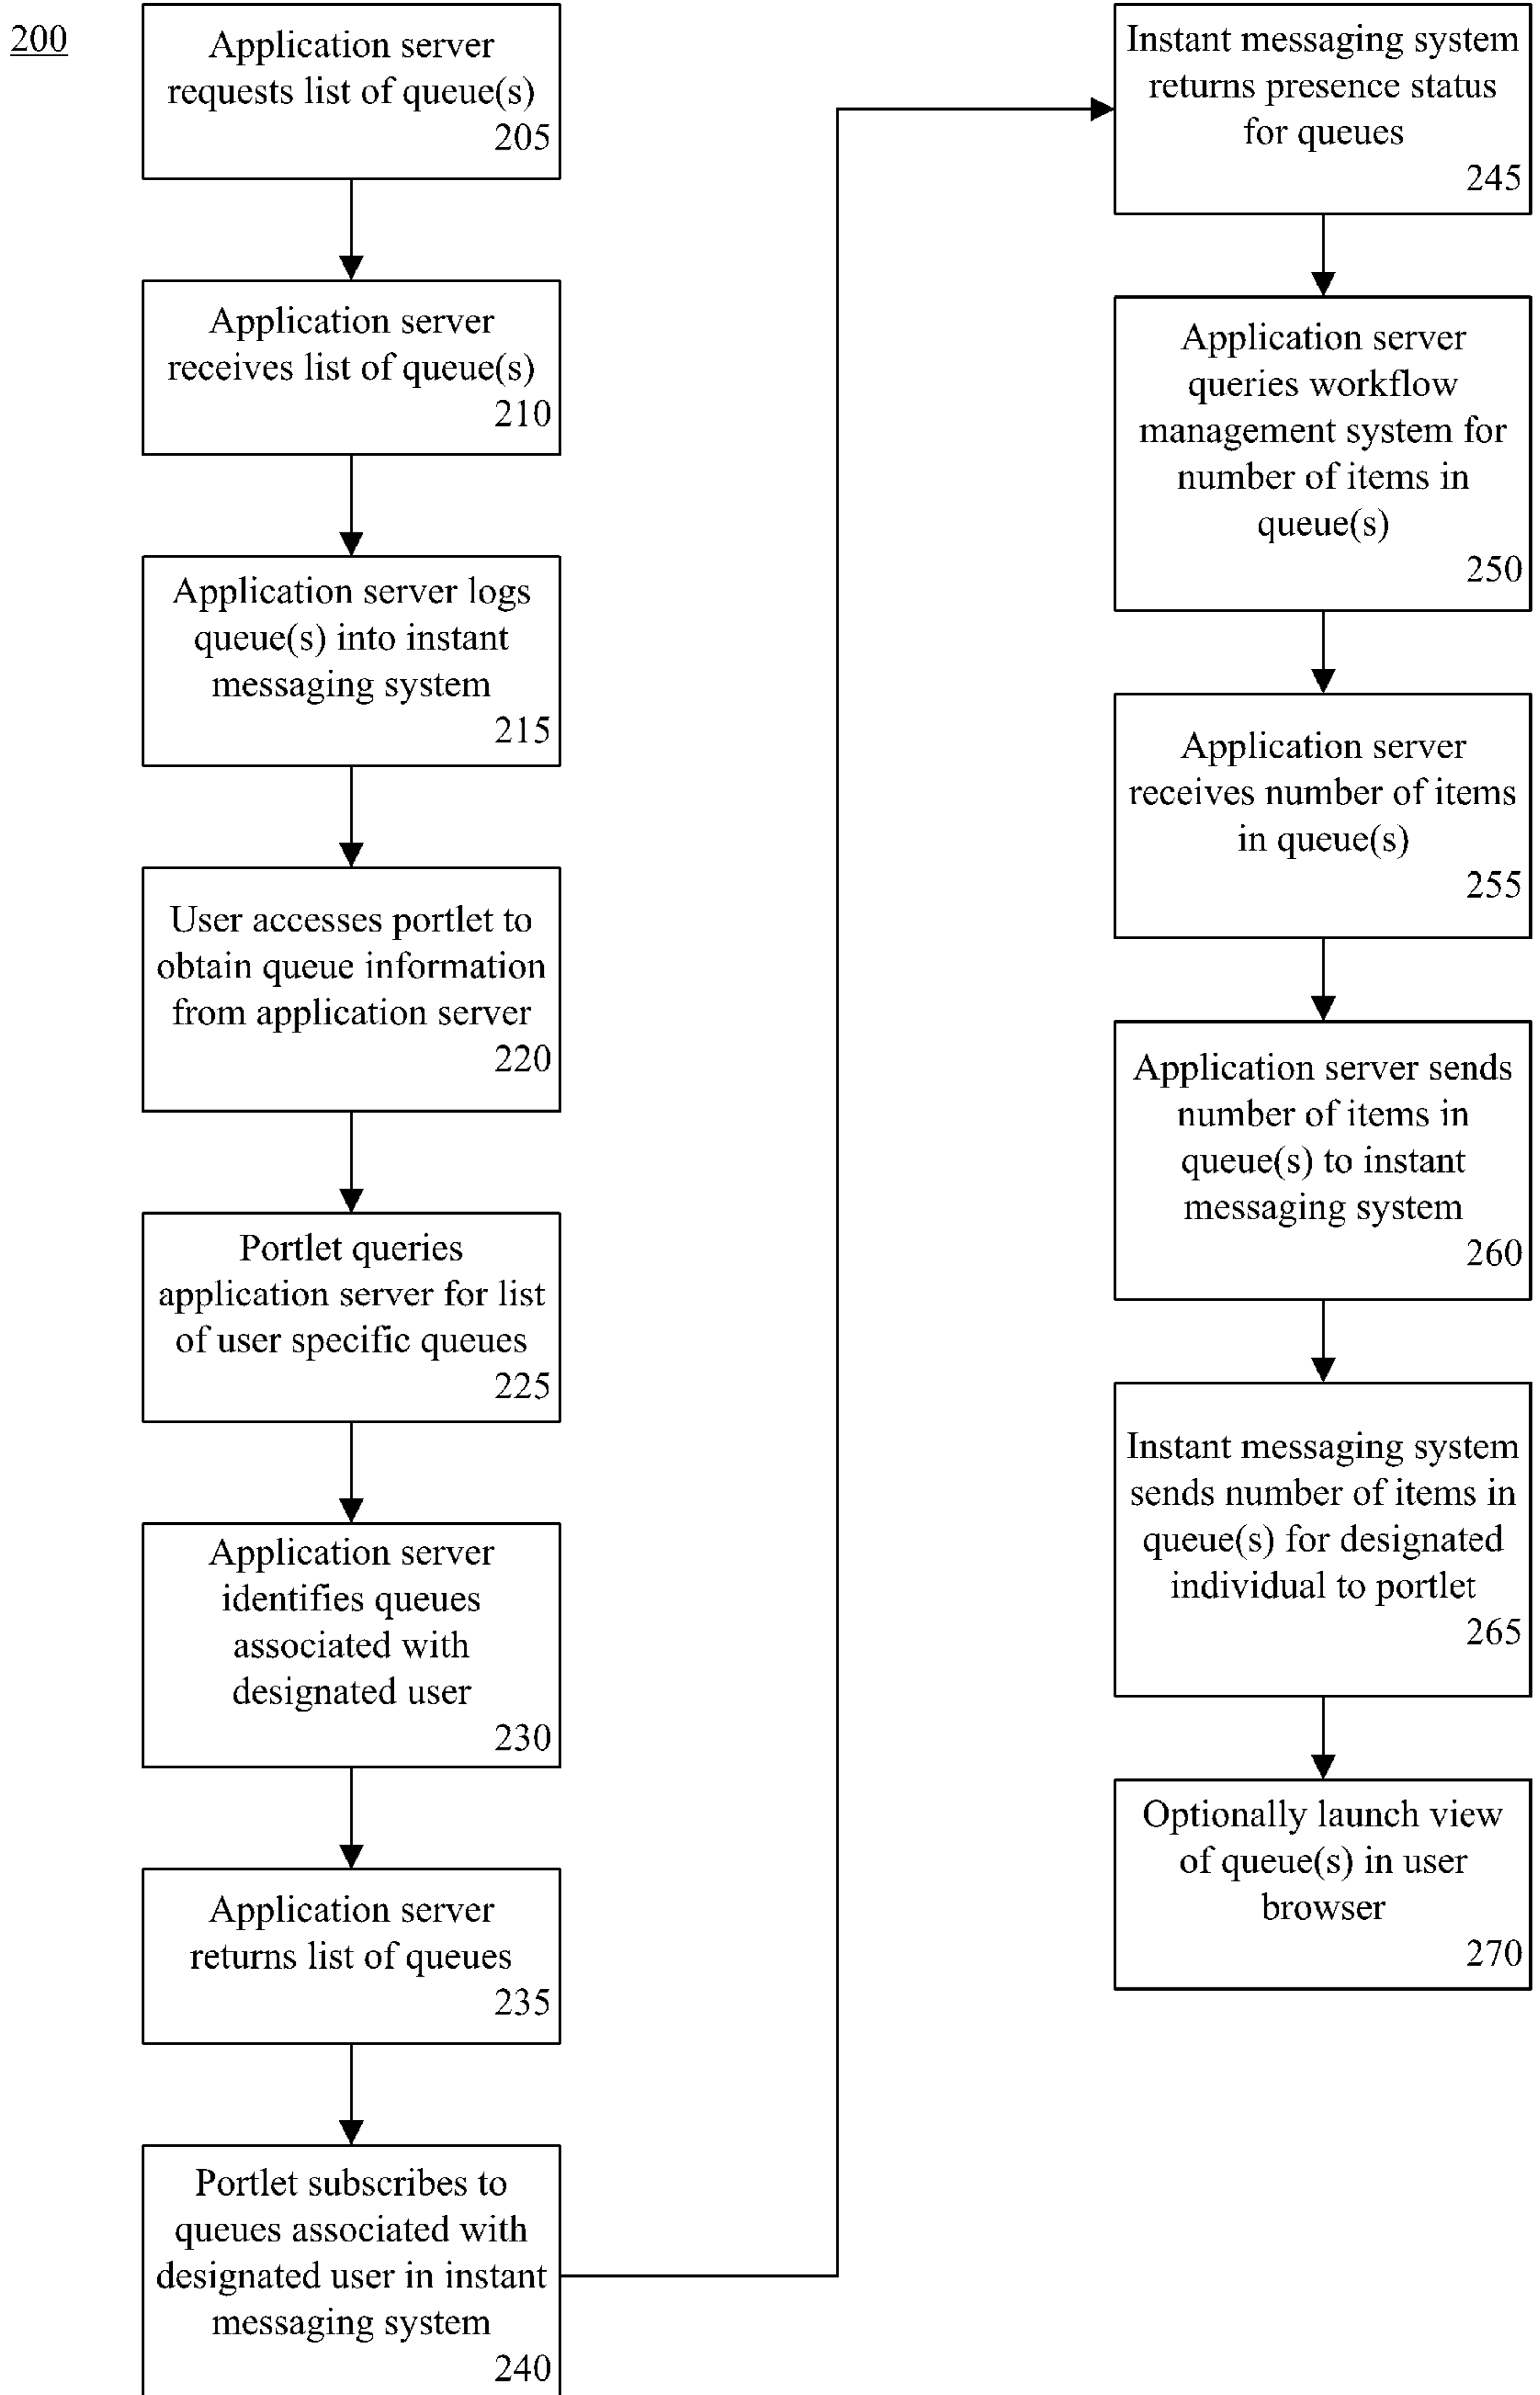 200
Application server
requests list of queue(s)
205
Application server
receives list of queue(s)
210
Application server logs
queue(s) into instant
messaging system
215
User accesses portlet to
obtain queue information
from application server
220
Portlet queries
application server for list
of user specific queues
225
Application server
identifies queues
associated with
designated user
230
Application server
returns list of queues
235
Portlet subscribes to
queues associated with
designated user in instant
messaging system
240
Instant messaging system
returns presence status
for queues
245
Application server
queries workflow
management system for
number of items in
queue(s)
250
Application server
receives number of items
in queue(s)
255
Application server sends
number of items in
queue(s) to instant
messaging system
260
Instant messaging system
sends number of items in
queue(s) for designated
individual to portlet
265
Optionally launch view
of queue(s) in user
browser
270